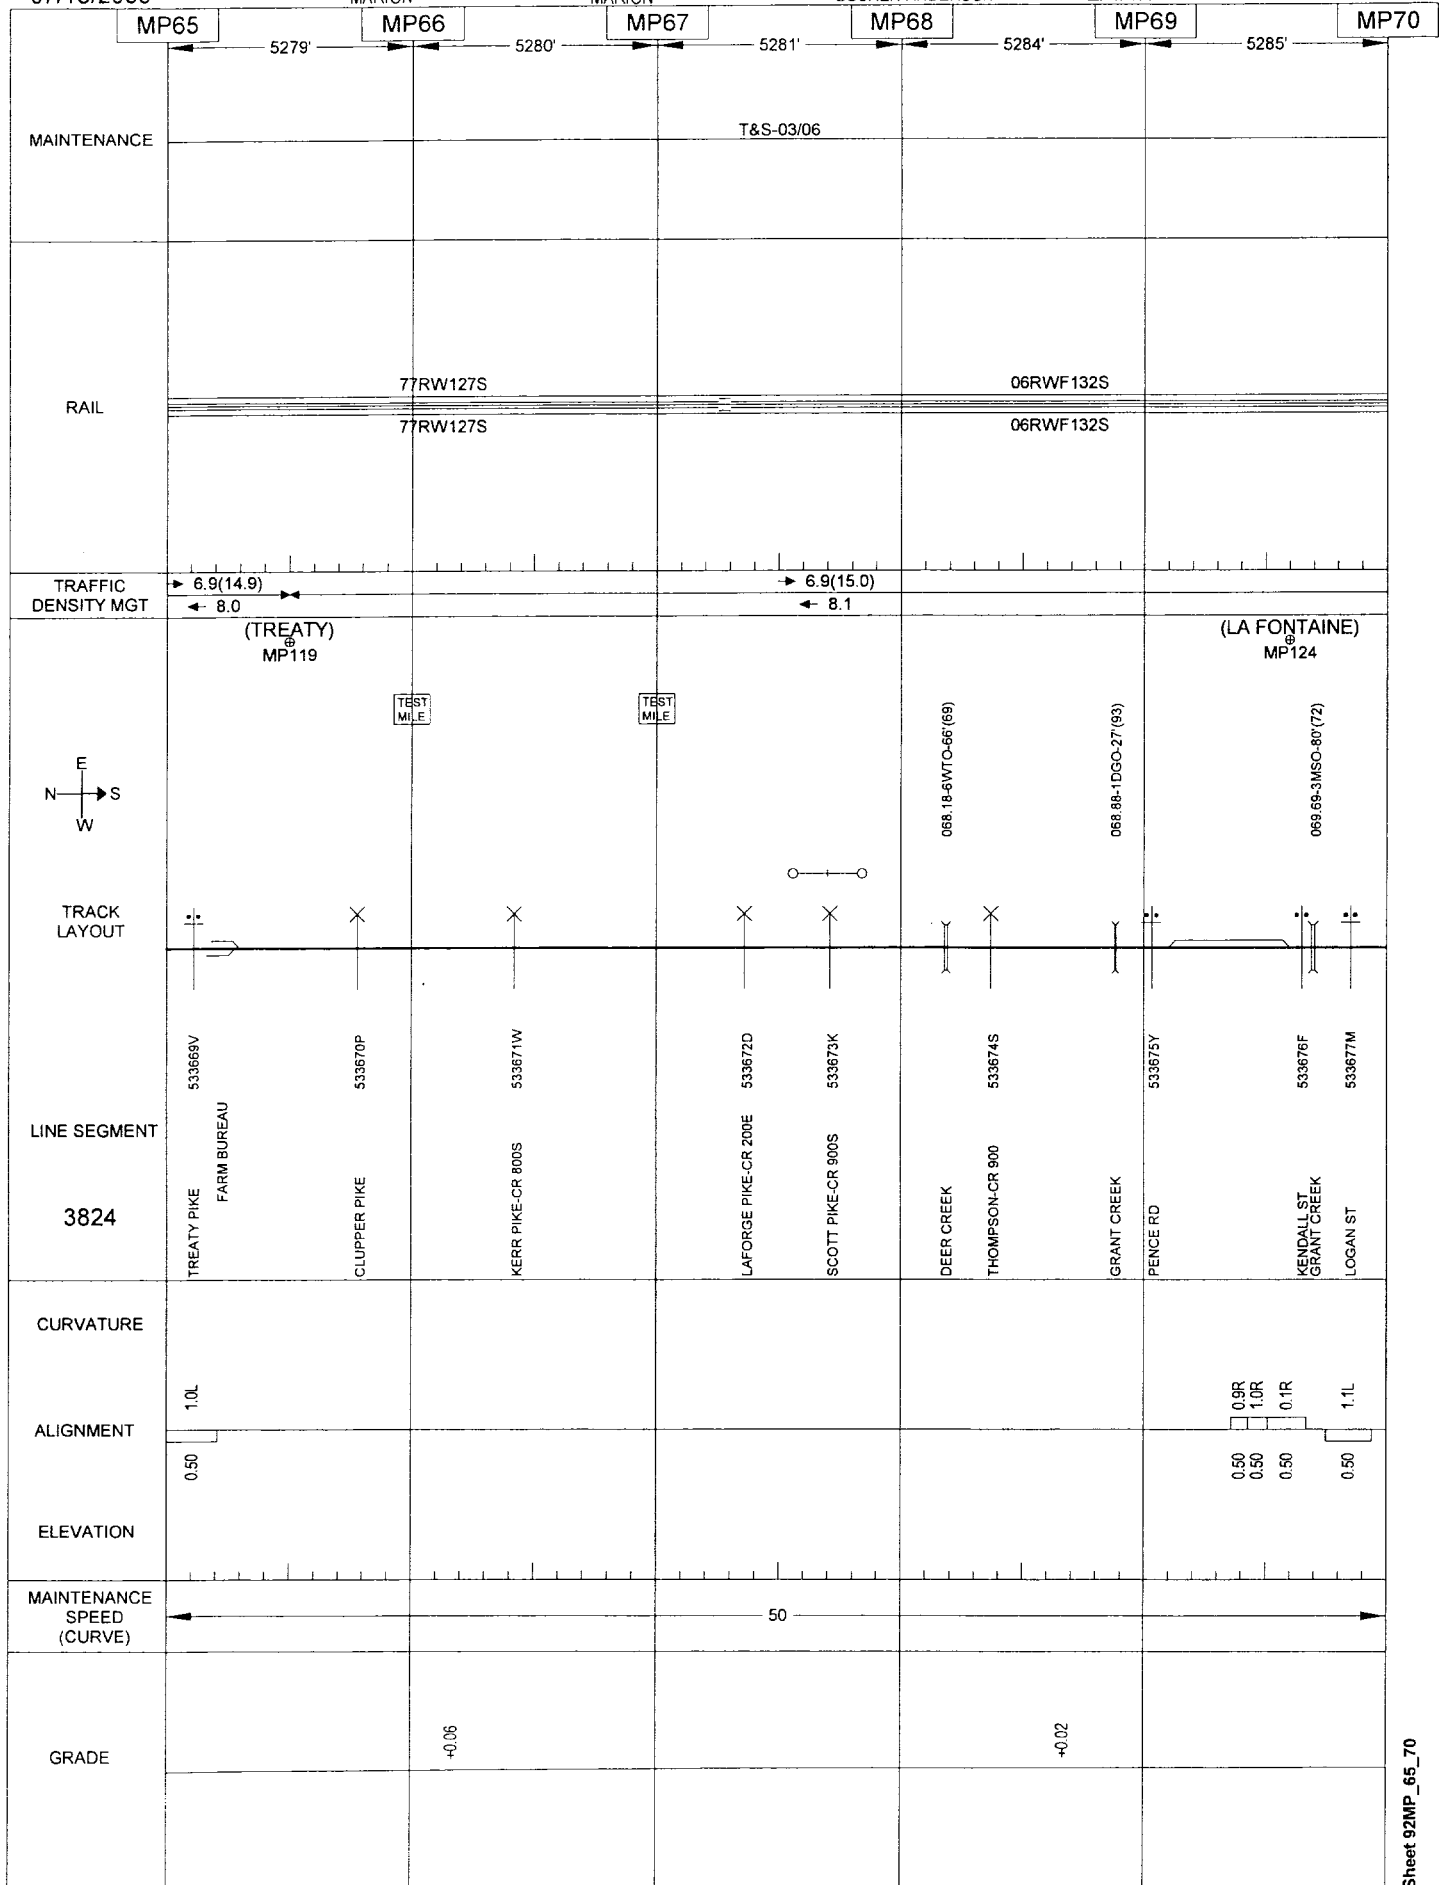 MP65 MP66 MP67 MP68 MP69 MP70
5279' 5280' 5281' 5284' 5285'
MAINTENANCE
T&S-03/06
RAIL
77RW127S 06RWF132S
77RW127S 06RWF132S
TRAFFIC
DENSITY MGT
6.9(14.9) 6.9(15.0)
8.0 8.1
(TREATY) (LA FONTAINE)
MP119 MP124
TEST
MILE
TEST
MILE
068.18-6WTO-66'(69)
068.88-1DGO-27'(93)
069.69-3MSO-80'(72)
E
N S
W
TRACK
LAYOUT
533669V
533670P
533671W
533672D
533673K
533674S
533675Y
533676F
533677M
LINE SEGMENT
3824
TREATY PIKE
FARM BUREAU
CLUPPER PIKE
KERR PIKE-CR 800S
LAFORGE PIKE-CR 200E
SCOTT PIKE-CR 900S
DEER CREEK
THOMPSON-CR 900
GRANT CREEK
PENCE RD
KENDALL ST
GRANT CREEK
LOGAN ST
CURVATURE
1.0L 0.9R 1.0R 0.1R 1.1L
ALIGNMENT
0.50 0.50 0.50 0.50 0.50
ELEVATION
MAINTENANCE
SPEED
(CURVE)
50
GRADE
+0.06 +0.02
Sheet 92MP_65_70